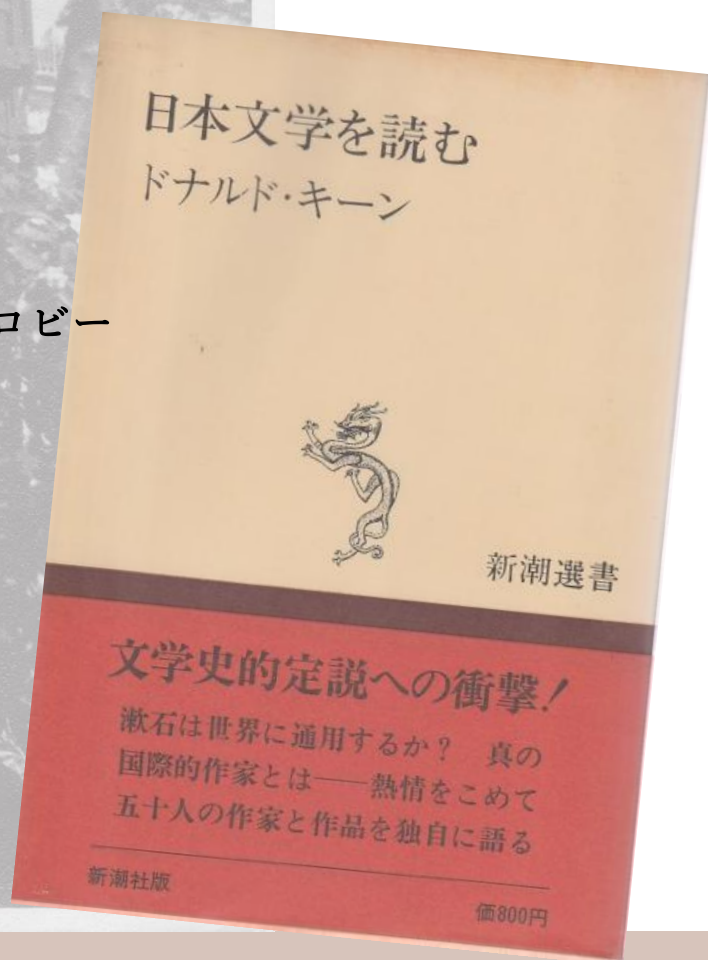 日本文学を読む
ドナルド・キーン
ロビー
新潮選書
文学史的定説への衝撃！
漱石は世界に通用するか？　真の
国際的作家とは――熱情をこめて
五十人の作家と作品を独自に語る
新潮社版
価800円